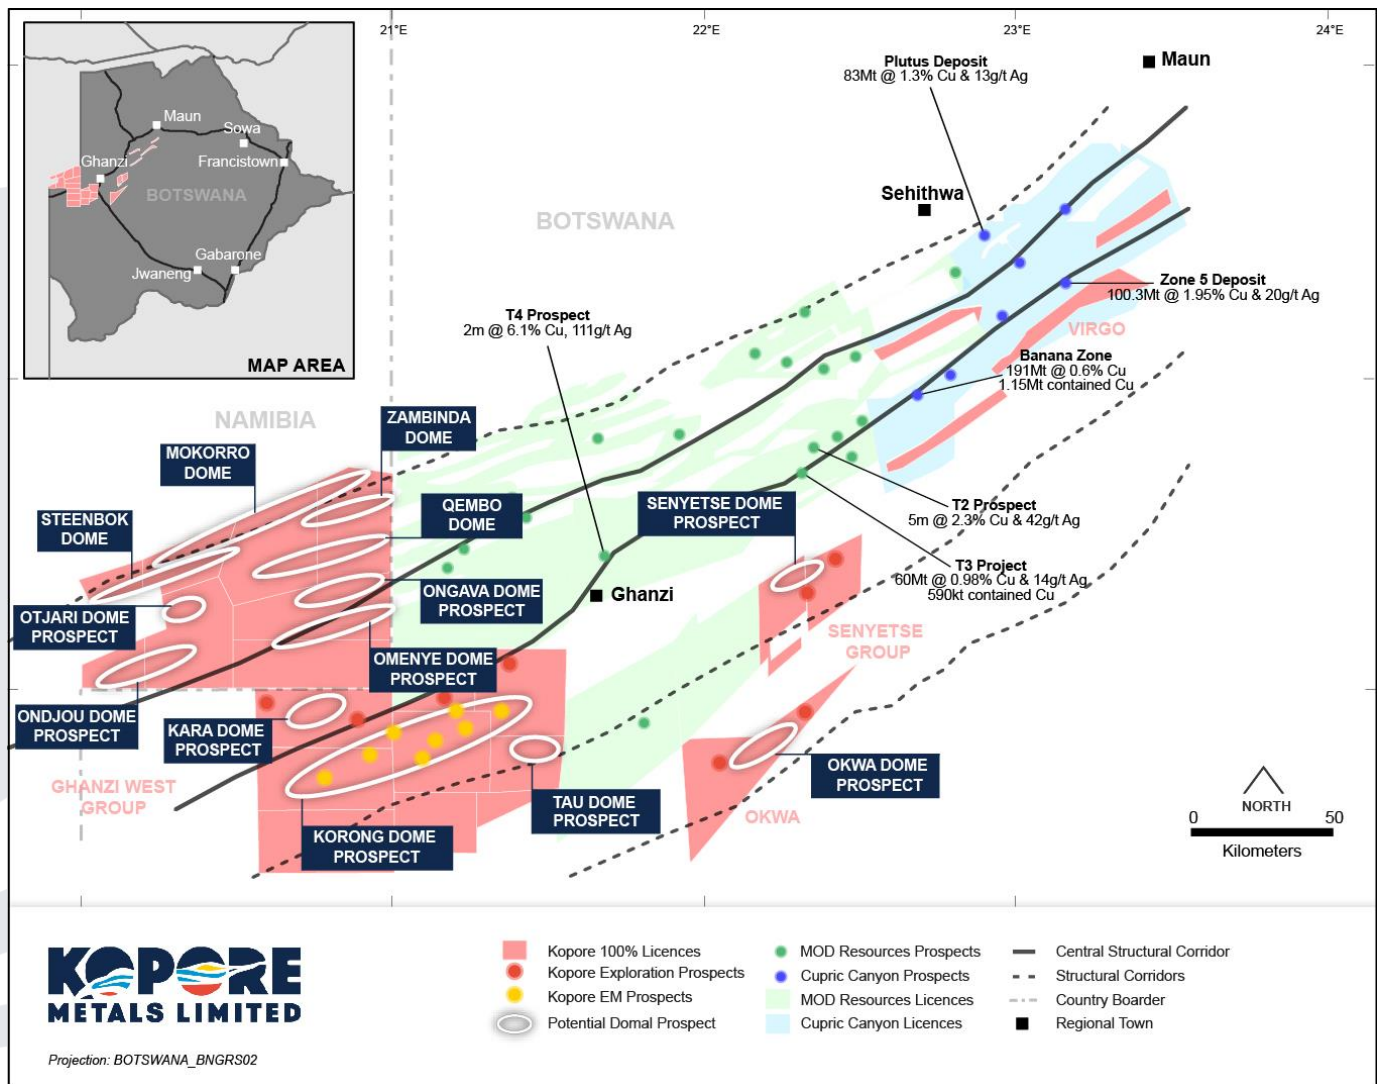 21°E
22°E
23°E
24°E
Maun
Sowa
Ghanzi
Francistown
BOTSWANA
Gabarone
Jwaneng
MAP AREA
Plutus Deposit
83Mt @ 1.3% Cu & 13g/t Ag
Maun
Sehithwa
BOTSWANA
Zone 5 Deposit
100.3Mt @ 1.95% Cu & 20g/t Ag
T4 Prospect
2m @ 6.1% Cu, 111g/t Ag
VIRGO
Banana Zone
191Mt @ 0.6% Cu
1.15Mt contained Cu
NAMIBIA
ZAMBINDA
DOME
MOKORRO
DOME
STEENBOK
DOME
QEMBO
DOME
SENYETSE DOME
PROSPECT
T2 Prospect
5m @ 2.3% Cu & 42g/t Ag
T3 Project
60Mt @ 0.98% Cu & 14g/t Ag
590kt contained Cu
ONGAVA DOME
PROSPECT
Ghanzi
OTJARI DOME
PROSPECT
SENYETSE
GROUP
OMENYE DOME
PROSPECT
ONDJOU DOME
PROSPECT
KARA DOME
PROSPECT
OKWA DOME
PROSPECT
GHANZI WEST
GROUP
TAU DOME
PROSPECT
OKWA
KORONG DOME
PROSPECT
NORTH
0 50
Kilometers
KOPORE
METALS LIMITED
Projection: BOTSWANA_BNGRS02
Kopore 100% Licences
Kopore Exploration Prospects
Kopore EM Prospects
Potential Domal Prospect
MOD Resources Prospects
Cupric Canyon Prospects
MOD Resources Licences
Cupric Canyon Licences
Central Structural Corridor
Structural Corridors
Country Boarder
Regional Town